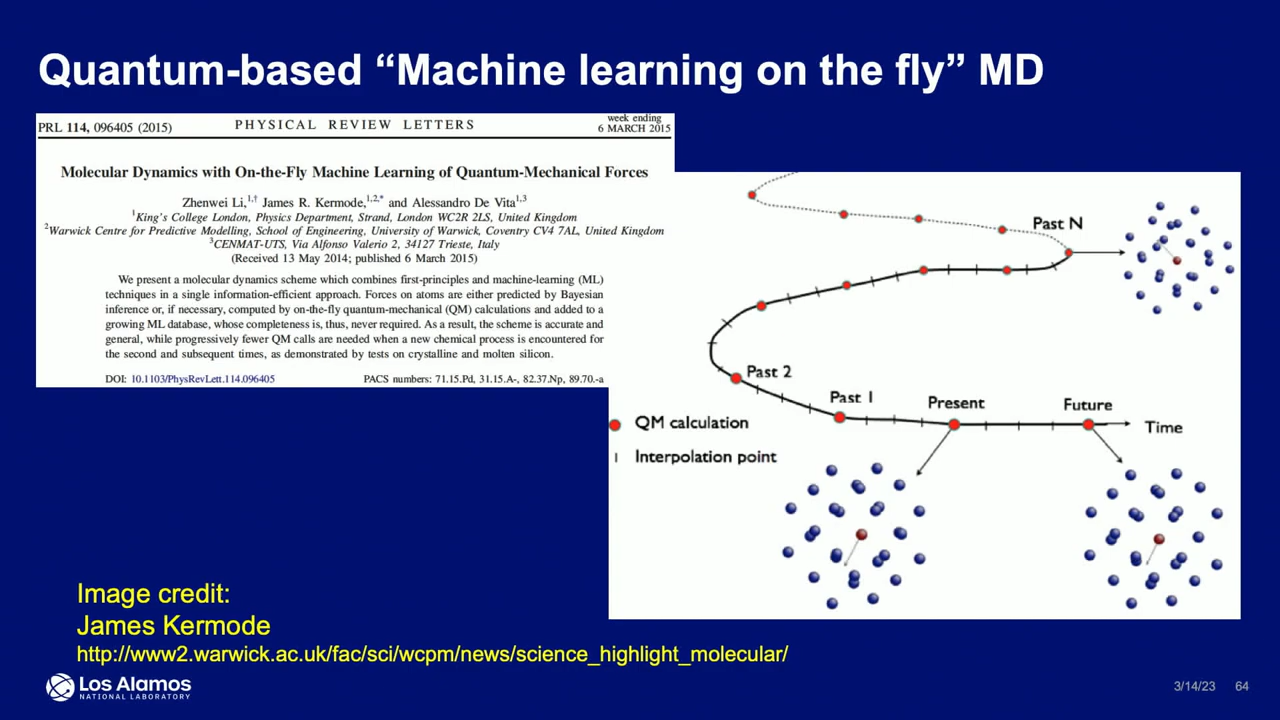 Quantum-based “Machine learning on the fly” MD
PRL 114, 096405 (2015)
PHYSICAL REVIEW LETTERS
week ending
6 MARCH 2015
Molecular Dynamics with On-the-Fly Machine Learning of Quantum-Mechanical Forces
Zhenwei Li,1,† James R. Kermode,1,2,* and Alessandro De Vita1,3
1King's College London, Physics Department, Strand, London WC2R 2LS, United Kingdom
2Warwick Centre for Predictive Modelling, School of Engineering, University of Warwick, Coventry CV4 7AL, United Kingdom
3CENMAT-UTS, Via Alfonso Valerio 2, 34127 Trieste, Italy
(Received 13 May 2014; published 6 March 2015)
We present a molecular dynamics scheme which combines first-principles and machine-learning (ML)
techniques in a single information-efficient approach. Forces on atoms are either predicted by Bayesian
inference or, if necessary, computed by on-the-fly quantum-mechanical (QM) calculations and added to a
growing ML database, whose completeness is, thus, never required. As a result, the scheme is accurate and
general, while progressively fewer QM calls are needed when a new chemical process is encountered for
the second and subsequent times, as demonstrated by tests on crystalline and molten silicon.
DOI: 10.1103/PhysRevLett.114.096405
PACS numbers: 71.15.Pd, 31.15.A-, 82.37.Np, 89.70.-a
Past N
Past 2
Past 1
Present
Future
Time
QM calculation
Interpolation point
Image credit:
James Kermode
http://www2.warwick.ac.uk/fac/sci/wcpm/news/science_highlight_molecular/
Los Alamos
NATIONAL LABORATORY
3/14/23
64